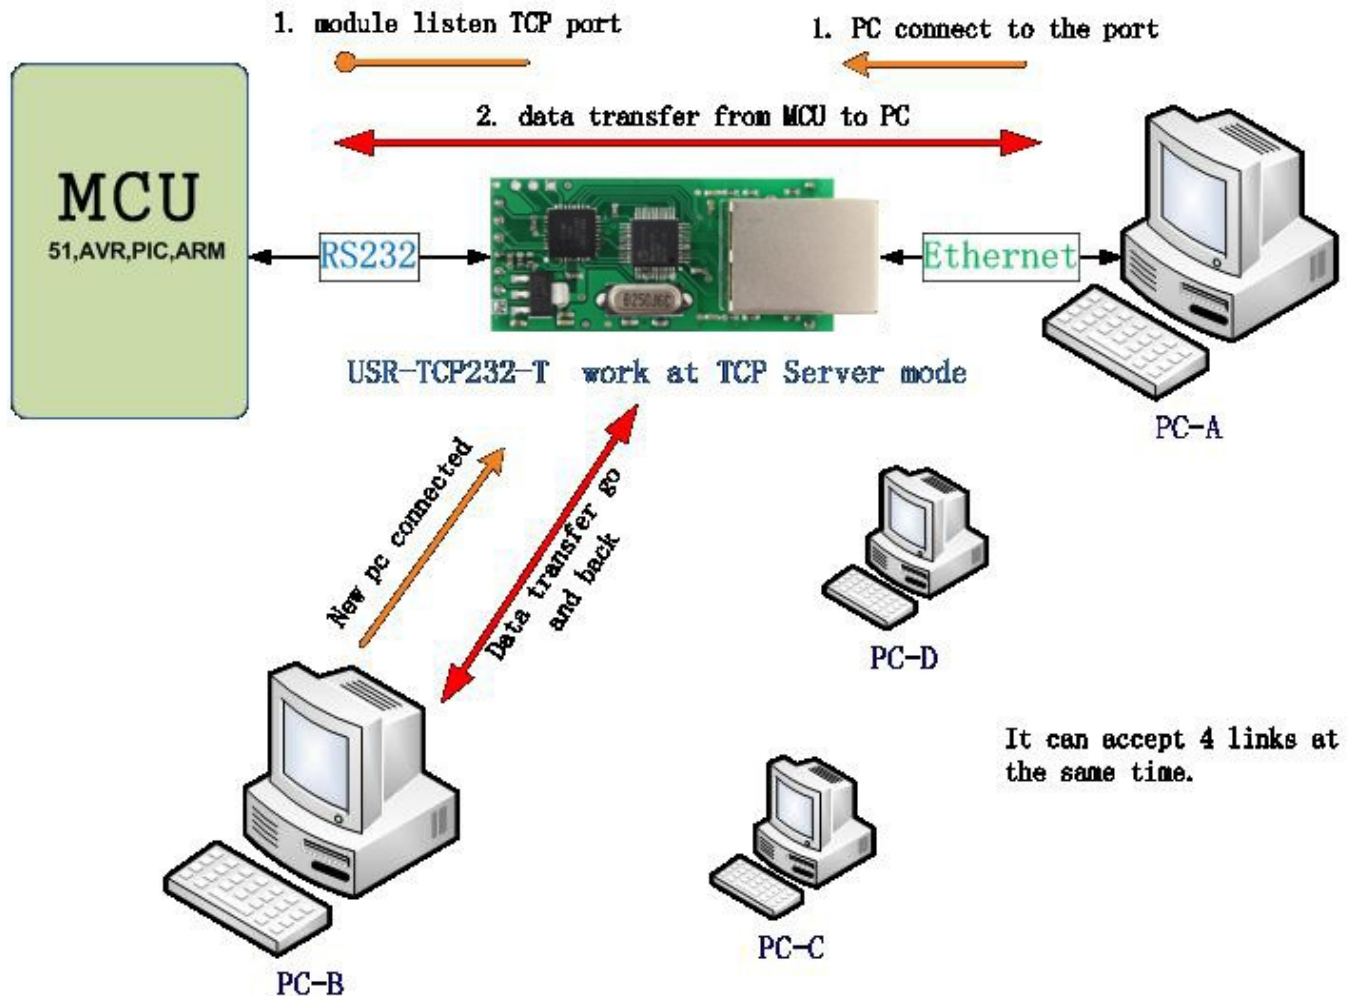 1. module listen TCP port
1. PC connect to the port
2. data transfer from MCU to PC
MCU
51,AVR,PIC,ARM
RS232
Ethernet
USR-TCP232-T work at TCP Server mode
PC-A
New pc connected
Data transfer go
and back
PC-D
It can accept 4 links at
the same time.
PC-C
PC-B